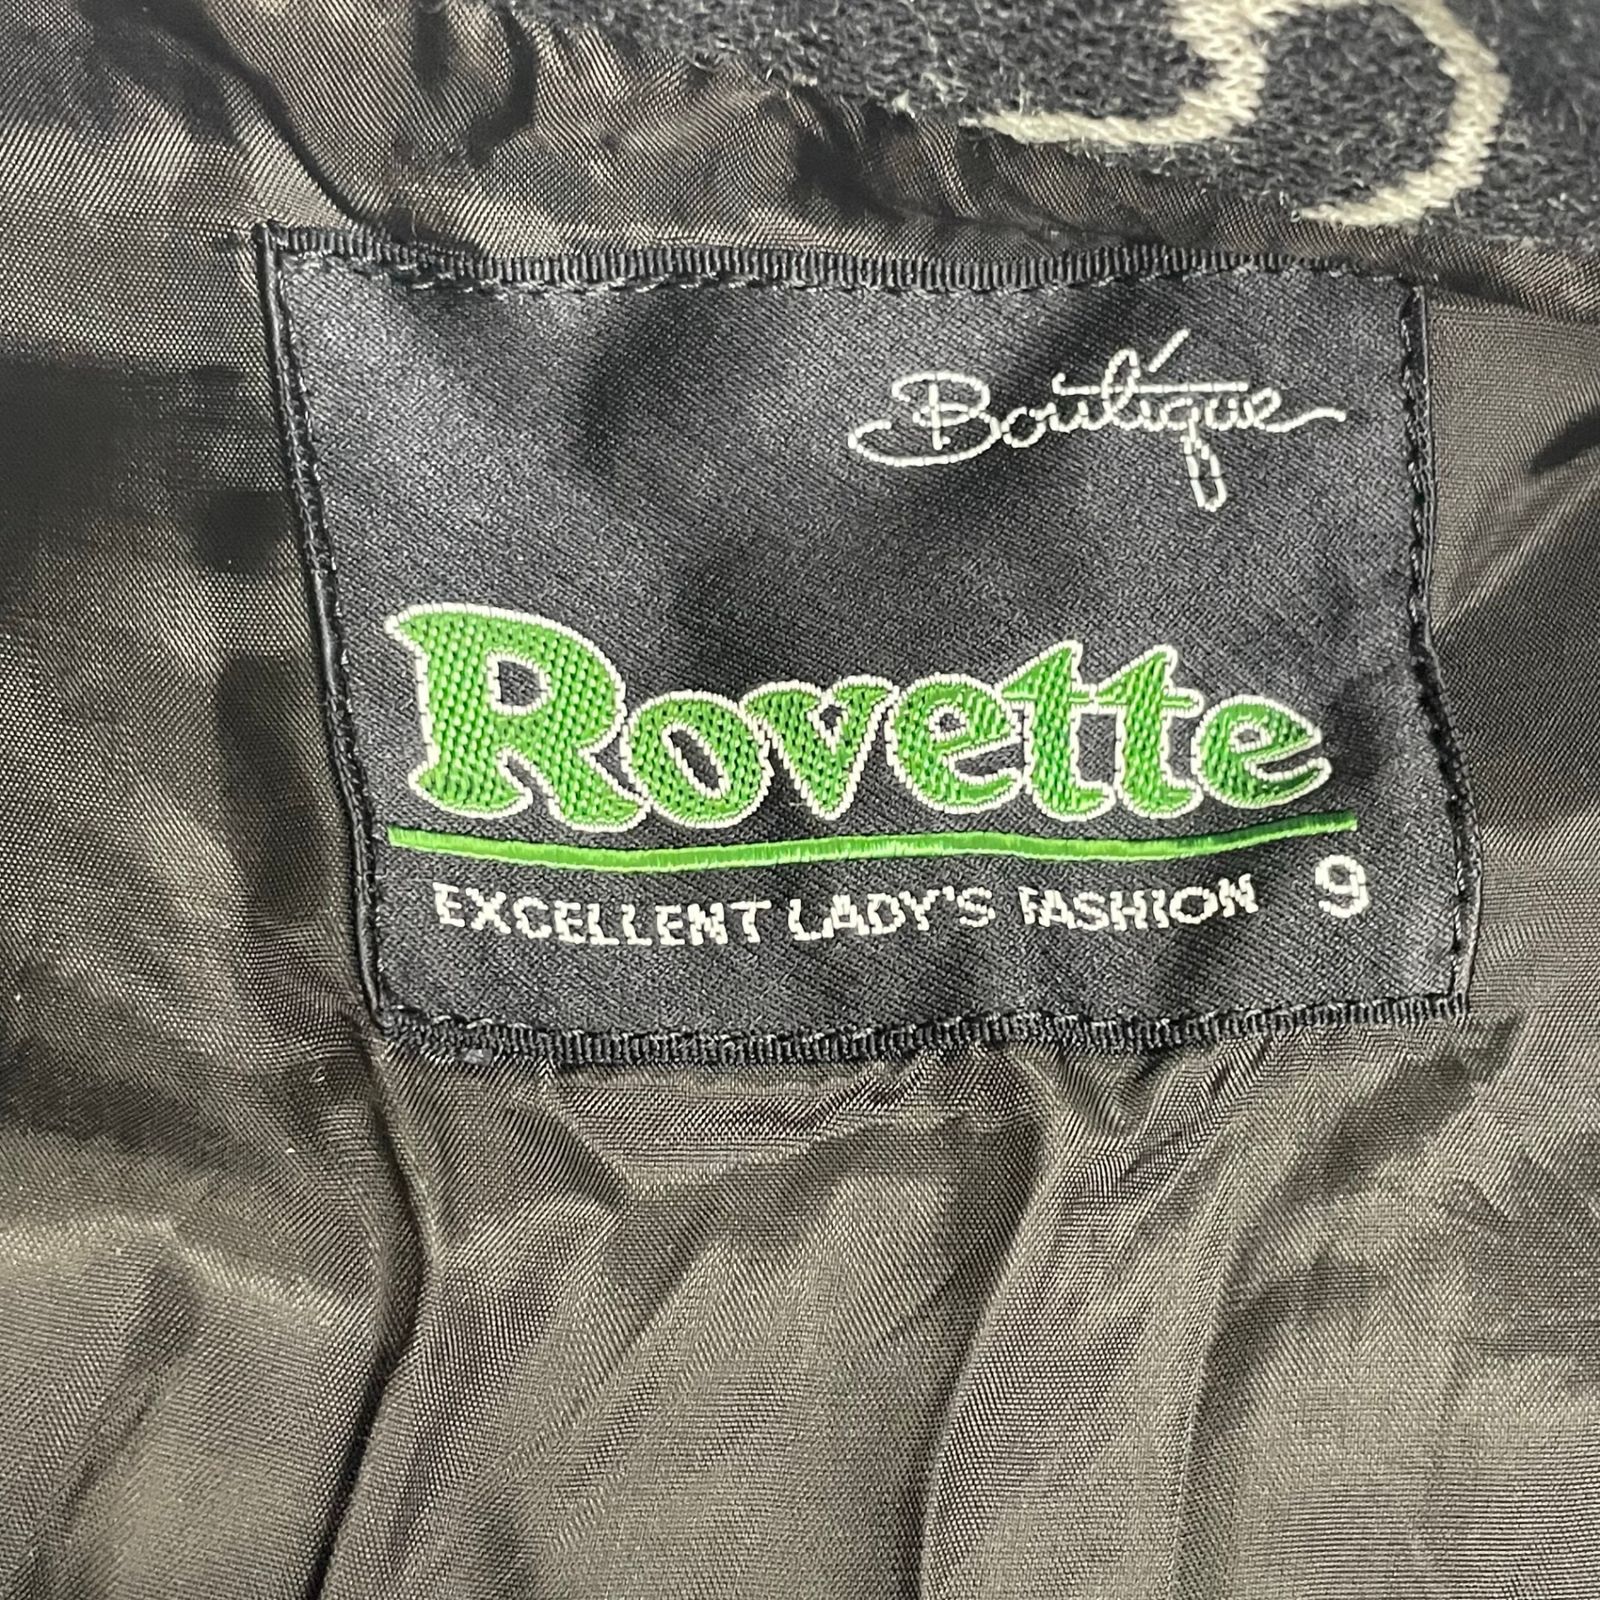 Boutique
Rovette
EXCELLENT LADY'S FASHION 9